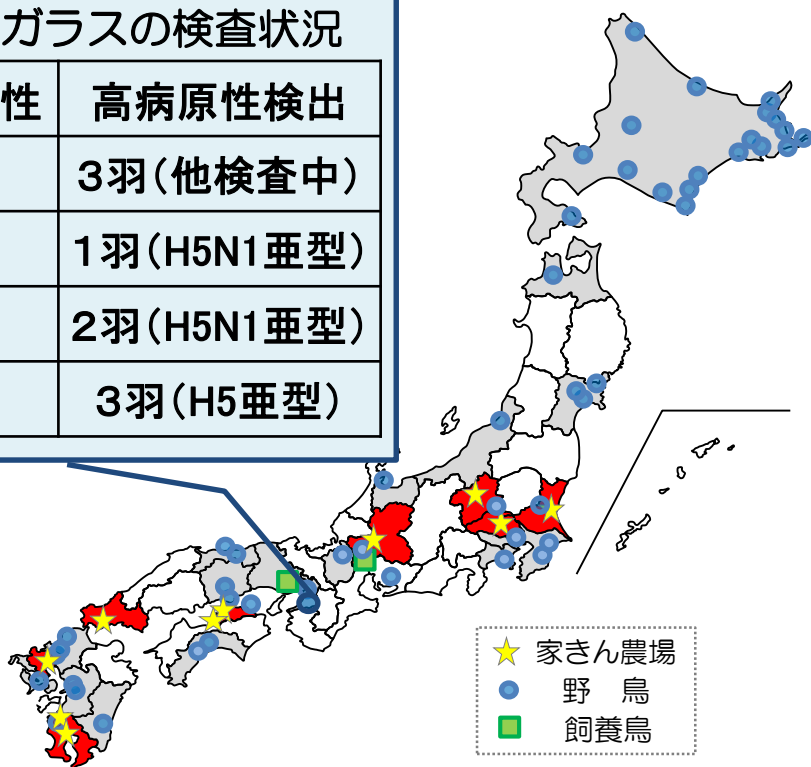 ガラスの検査状況
性 高病原性検出
3羽(他検査中)
1羽(H5N1亜型)
2羽(H5N1亜型)
3羽(H5亜型)
家きん農場
野 鳥
飼養鳥